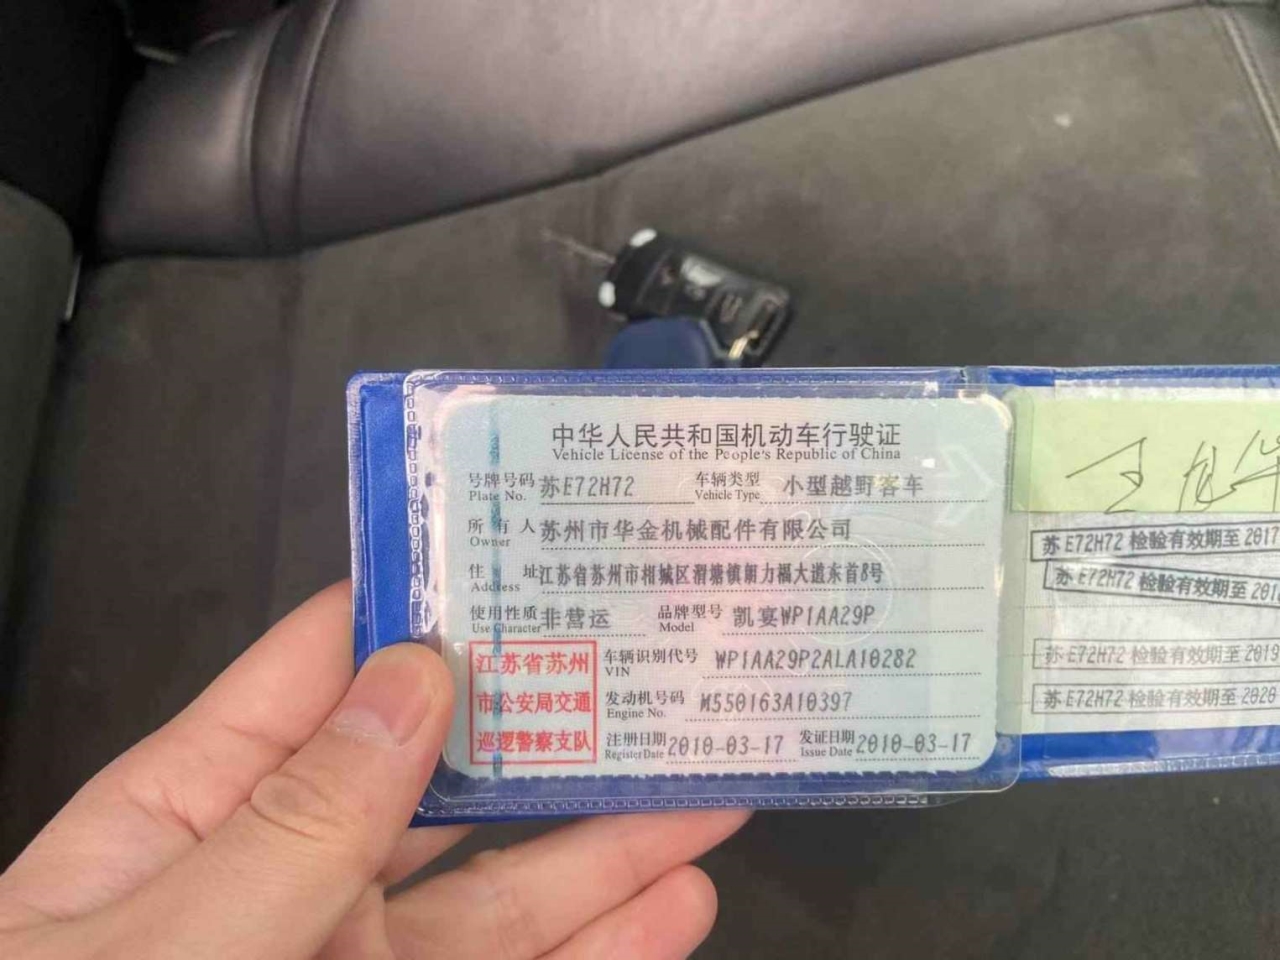 中华人民共和国机动车行驶证
Vehicle License of the People's Republic of China
号牌号码 苏E72H72 车辆类型 小型越野客车
Plate No. Vehicle Type
所有人 苏州市华金机械配件有限公司
Owner
住址 江苏省苏州市相城区渭塘镇朗力福大道东首8号
Address
使用性质 非营运 品牌型号 凯宴WP1AA29P
Use Character Model
江苏省苏州
市公安局交通
巡逻警察支队
车辆识别代号 WP1AA29P2ALA10282
VIN
发动机号码 M550163A10397
Engine No.
注册日期 2010-03-17 发证日期 2010-03-17
Register Date Issue Date
苏E72H72 检验有效期至 2017
苏E72H72 检验有效期至 201
苏E72H72 检验有效期至 2019
苏E72H72 检验有效期至 2020